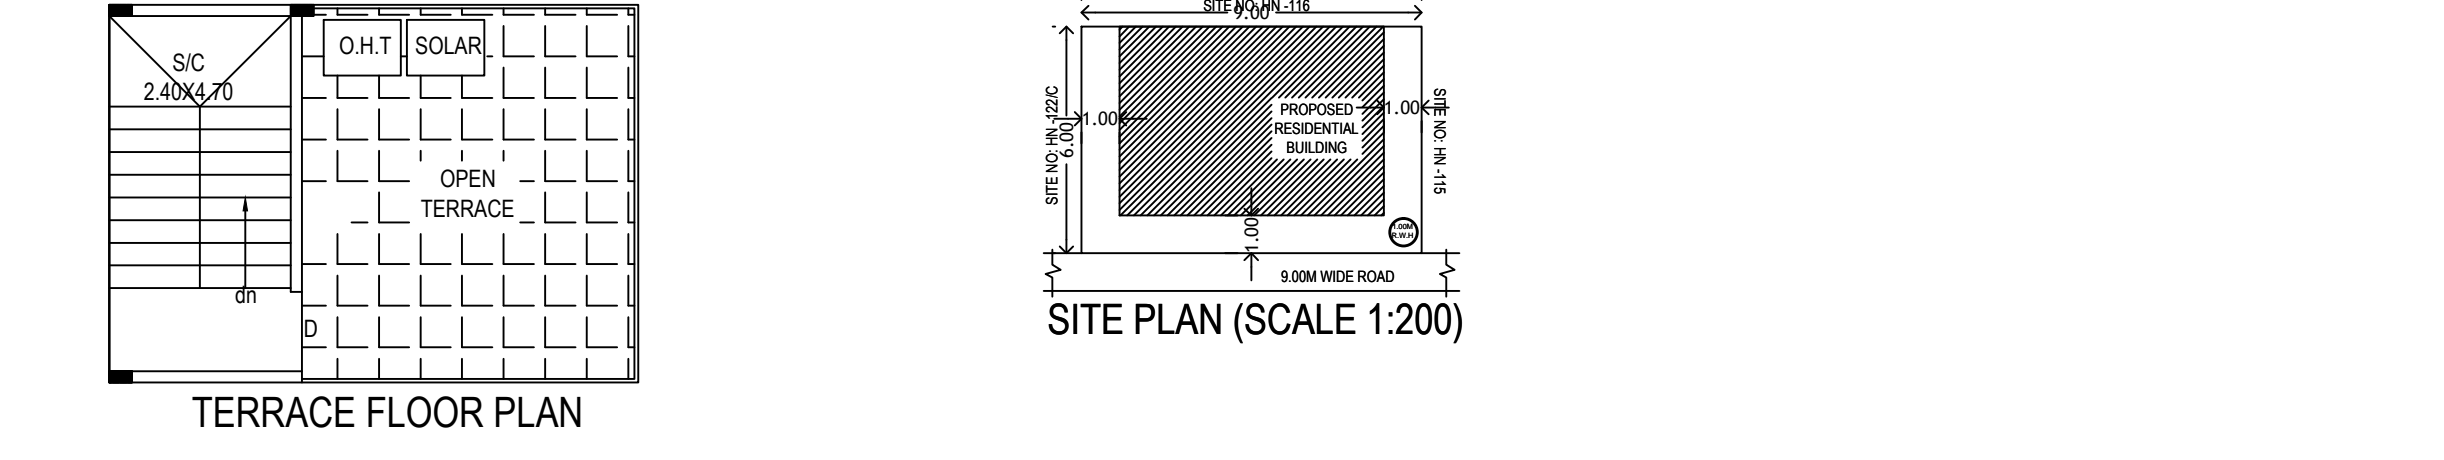 O.H.T
SOLAR
S/C
2.40X4.70
OPEN
TERRACE
dn
D
TERRACE FLOOR PLAN
SITE NO: HN -116
9.00
SITE NO: HN -122/C
6.00
1.00
PROPOSED
RESIDENTIAL
BUILDING
1.00
SITE NO: HN -115
1.00
1.00M
R.W.H
9.00M WIDE ROAD
SITE PLAN (SCALE 1:200)